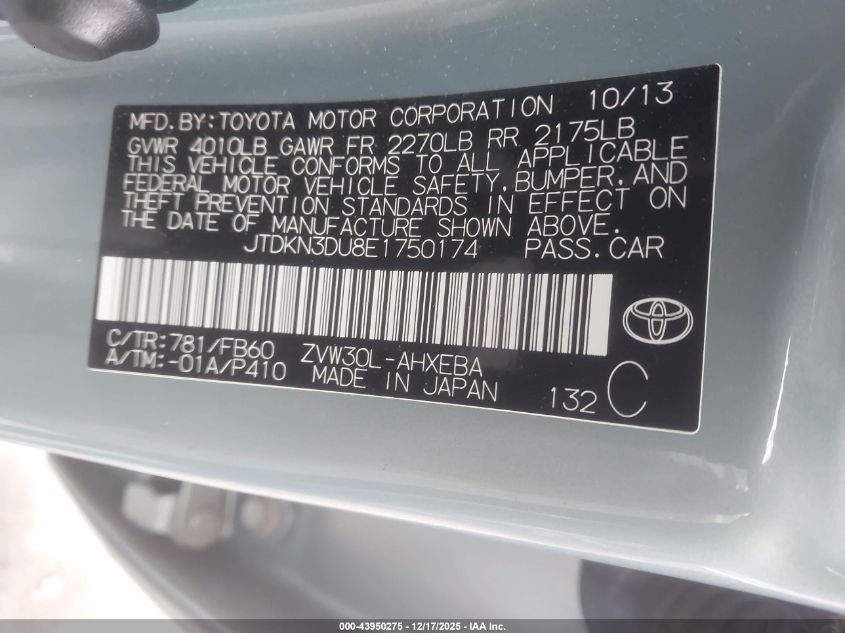 MFD.BY:TOYOTA MOTOR CORPORATION 10/13
GVWR 4010LB GAWR FR 2270LB RR 2175LB
THIS VEHICLE CONFORMS TO ALL APPLICABLE
FEDERAL MOTOR VEHICLE SAFETY,BUMPER,AND
THEFT PREVENTION STANDARDS IN EFFECT ON
THE DATE OF MANUFACTURE SHOWN ABOVE.
JTDKN3DU8E1750174 PASS.CAR
C/TR:781/FB60 ZVW30L-AHXEBA
A/TM:-01A/P410 MADE IN JAPAN
132 C
000-43950275 - 12/17/2025 - IAA Inc.